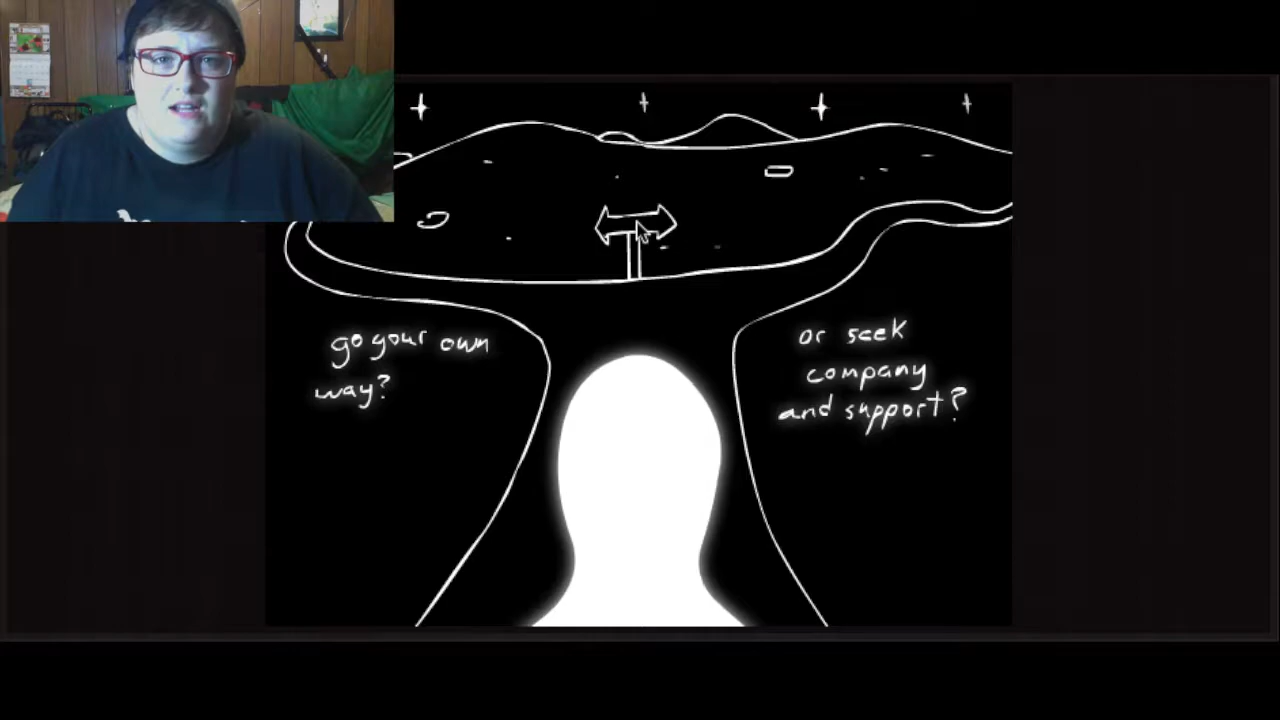 go your own
way?
or seek
company
and support?